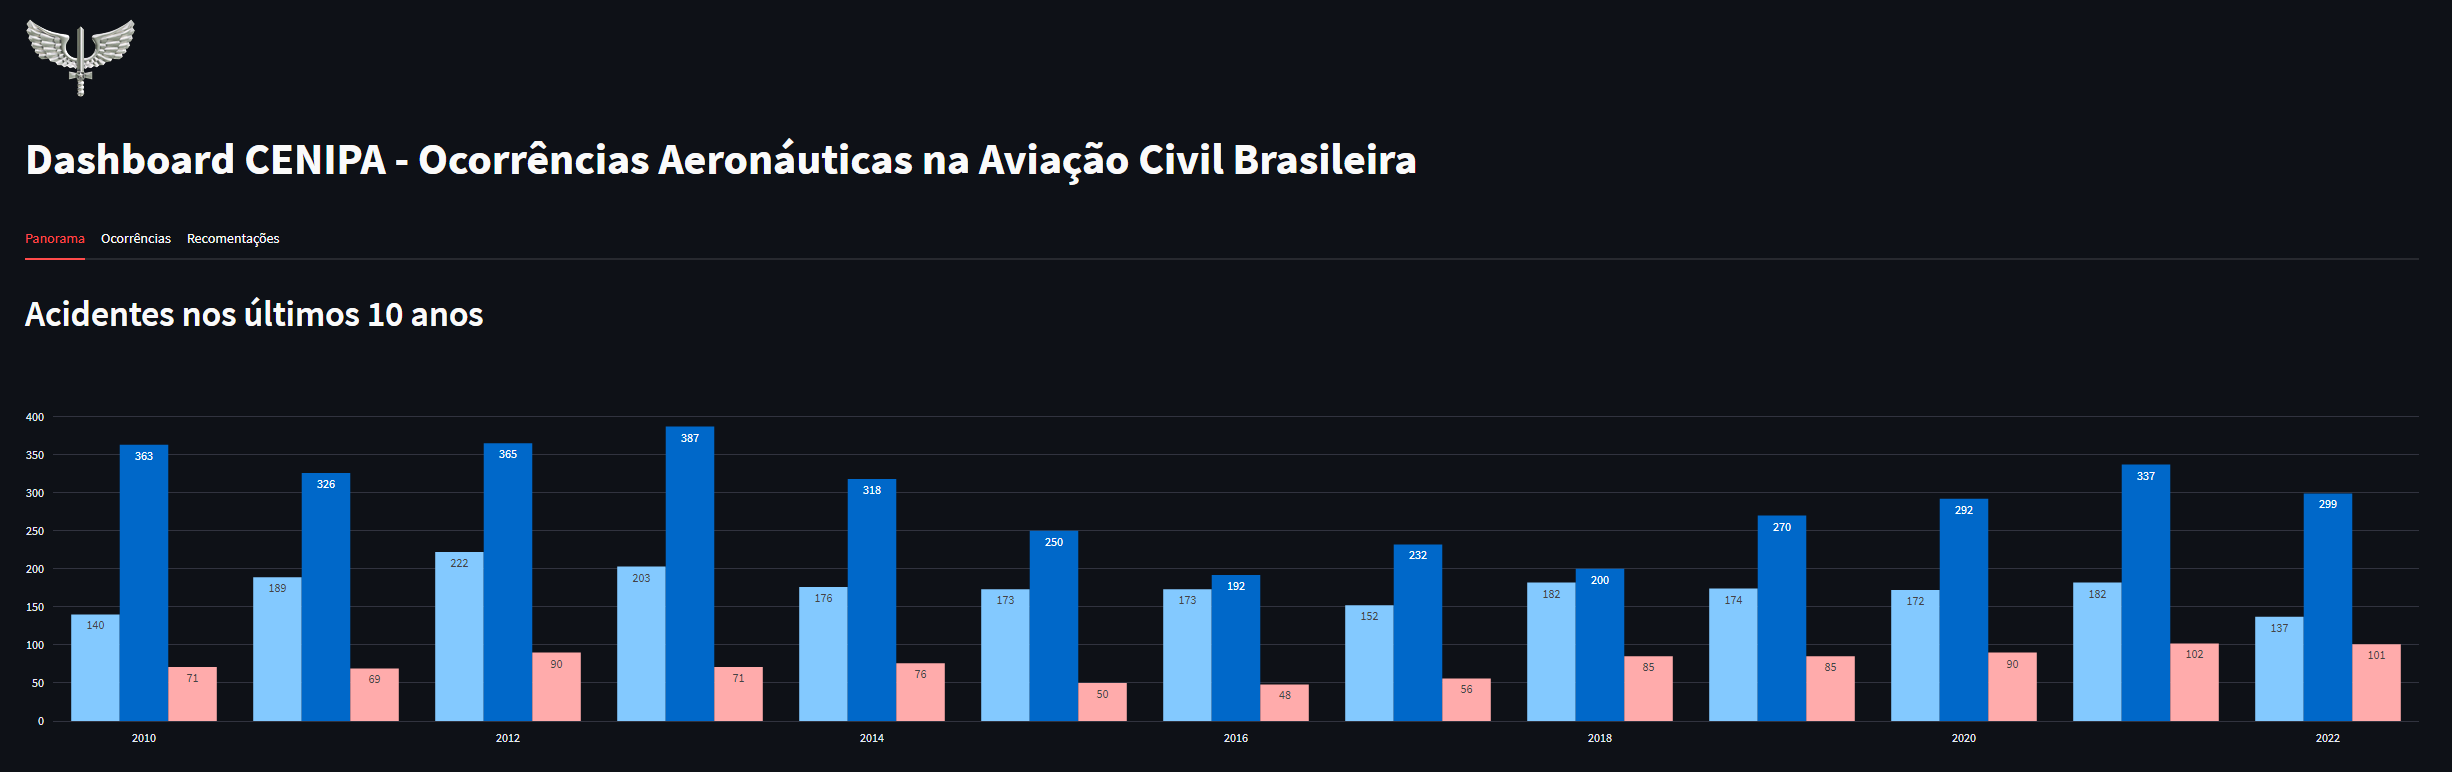 Dashboard CENIPA - Ocorrências Aeronáuticas na Aviação Civil Brasileira
Panorama Ocorrências Recomentações
Acidentes nos últimos 10 anos
400
350
300
250
200
150
100
50
0
140 363 71
189 326 69
222 365 90
203 387 71
176 318 76
173 250 50
173 192 48
152 232 56
182 200 85
174 270 85
172 292 90
182 337 102
137 299 101
2010 2012 2014 2016 2018 2020 2022